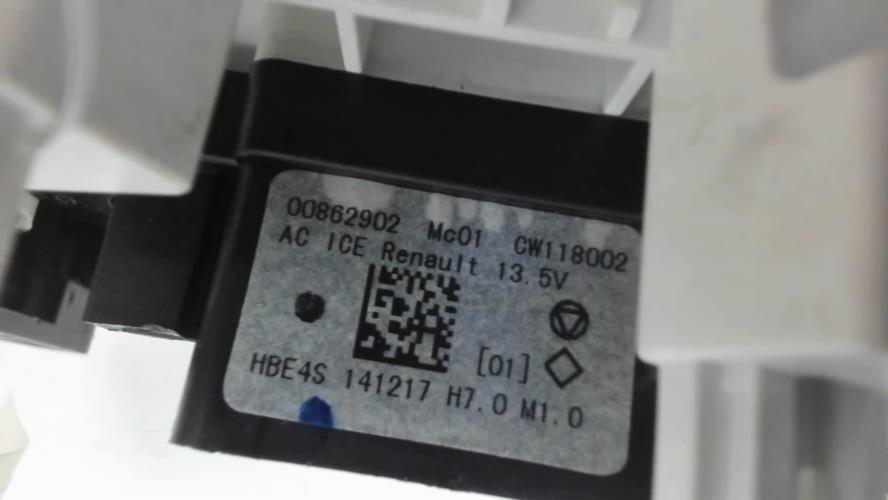 00862902 Mc01 CW118002
AC ICE Renault 13.5V
[01]
HBE4S 141217 H7.0 M1.0